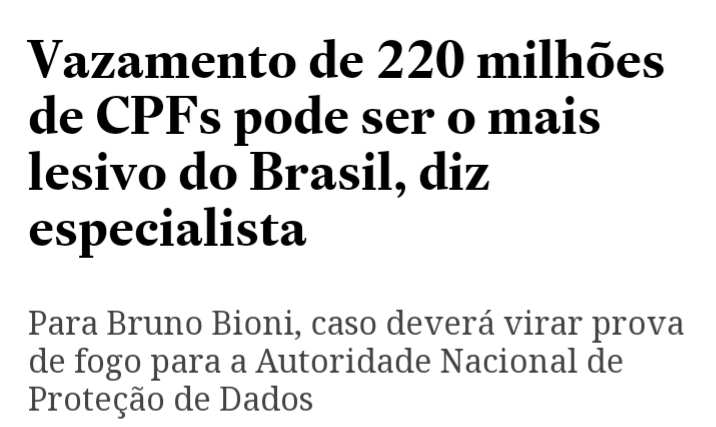 Vazamento de 220 milhões
de CPFs pode ser o mais
lesivo do Brasil, diz
especialista
Para Bruno Bioni, caso deverá virar prova
de fogo para a Autoridade Nacional de
Proteção de Dados